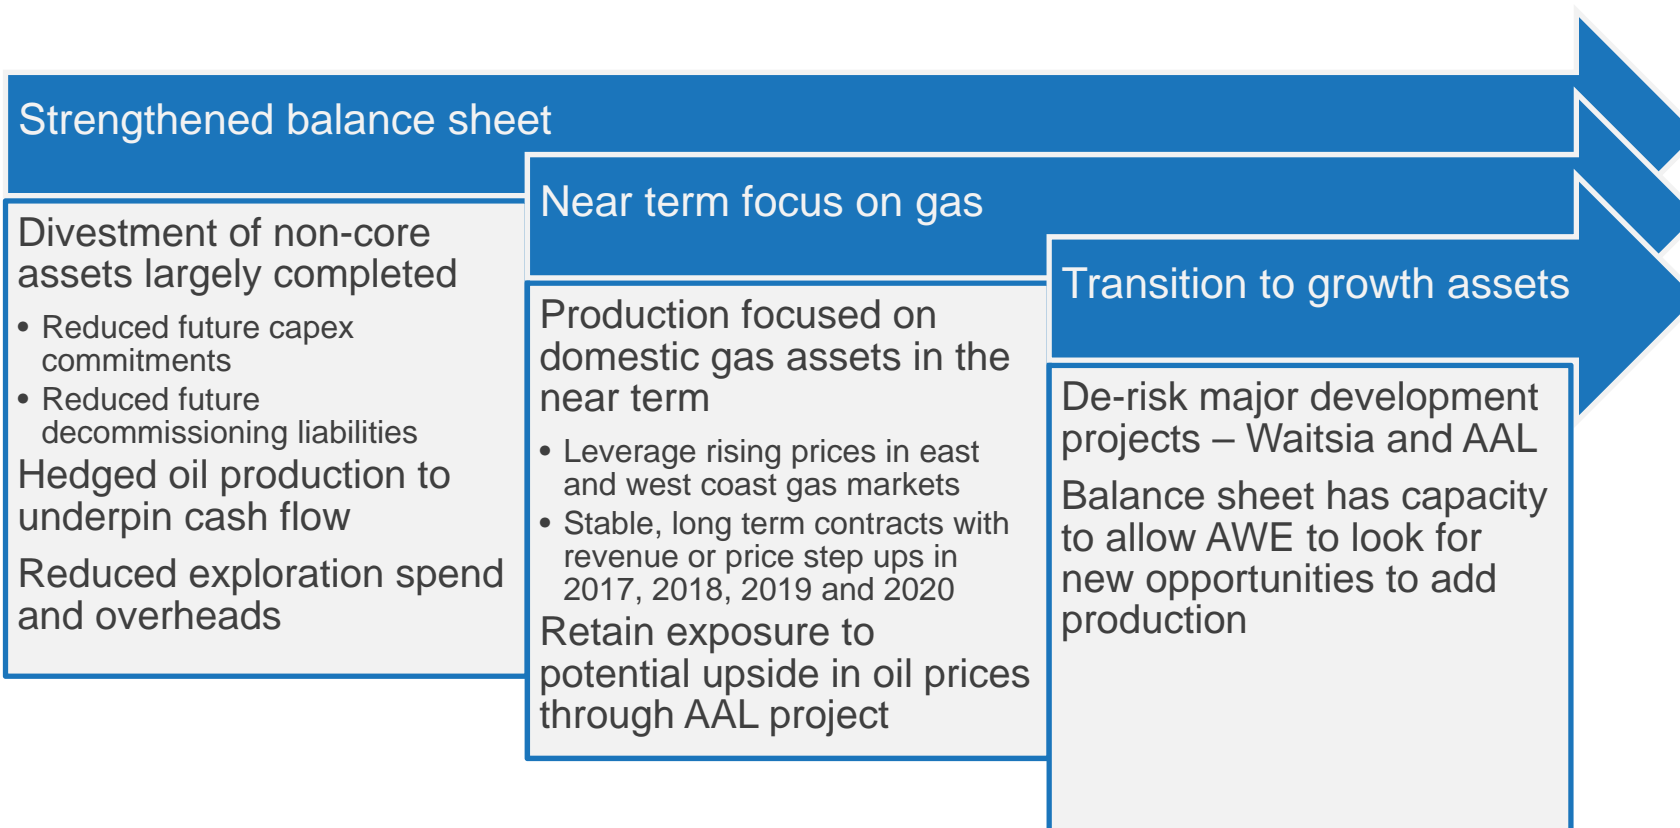 Strengthened balance sheet
Divestment of non-core
assets largely completed
• Reduced future capex
commitments
• Reduced future
decommissioning liabilities
Hedged oil production to
underpin cash flow
Reduced exploration spend
and overheads
Near term focus on gas
Production focused on
domestic gas assets in the
near term
• Leverage rising prices in east
and west coast gas markets
• Stable, long term contracts with
revenue or price step ups in
2017, 2018, 2019 and 2020
Retain exposure to
potential upside in oil prices
through AAL project
Transition to growth assets
De-risk major development
projects – Waitsia and AAL
Balance sheet has capacity
to allow AWE to look for
new opportunities to add
production